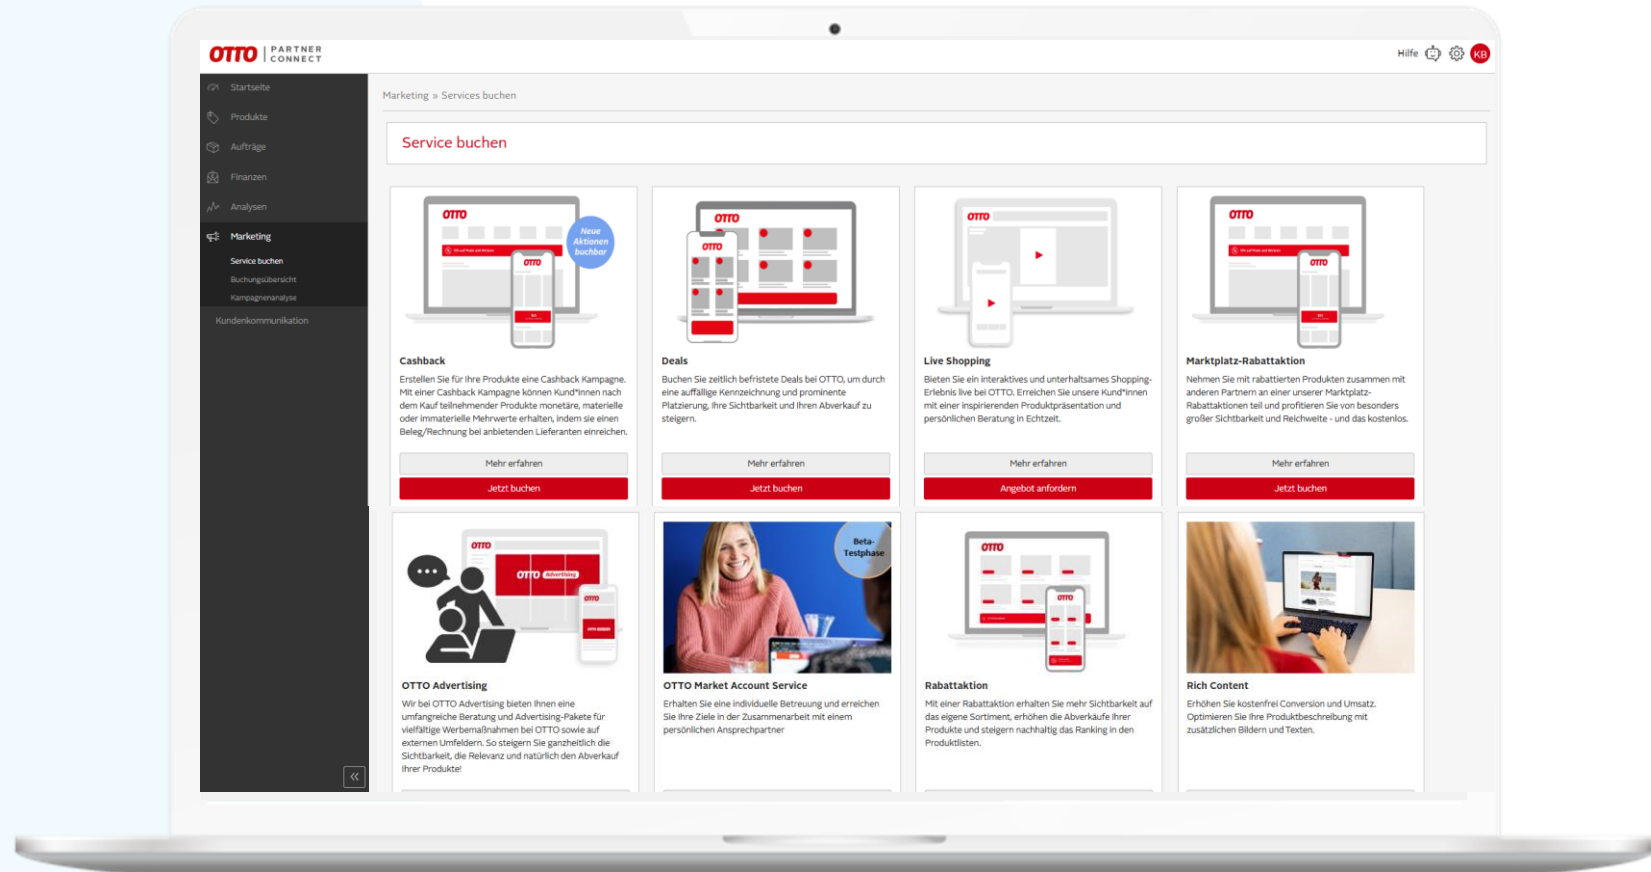 OTTO | PARTNER CONNECT
Hilfe
KB
Startseite
Produkte
Aufträge
Finanzen
Analysen
Marketing
Service buchen
Buchungsübersicht
Kampagnenanalyse
Kundenkommunikation
Marketing » Services buchen
Service buchen
OTTO
OTTO
Neue
Aktionen
buchbar
Cashback
Erstellen Sie für Ihre Produkte eine Cashback Kampagne.
Mit einer Cashback Kampagne können Kund*innen nach
dem Kauf teilnehmender Produkte monetäre, materielle
oder immaterielle Mehrwerte erhalten, indem sie einen
Beleg/Rechnung bei anbietenden Lieferanten einreichen.
Mehr erfahren
Jetzt buchen
OTTO
OTTO
Deals
Buchen Sie zeitlich befristete Deals bei OTTO, um durch
eine auffällige Kennzeichnung und prominente
Platzierung, Ihre Sichtbarkeit und Ihren Abverkauf zu
steigern.
Mehr erfahren
Jetzt buchen
OTTO
Live Shopping
Bieten Sie ein interaktives und unterhaltsames Shopping-
Erlebnis live bei OTTO. Erreichen Sie unsere Kund*innen
mit einer inspirierenden Produktpräsentation und
persönlichen Beratung in Echtzeit.
Mehr erfahren
Angebot anfordern
OTTO
OTTO
Marktplatz-Rabattaktion
Nehmen Sie mit rabattierten Produkten zusammen mit
anderen Partnern an einer unserer Marktplatz-
Rabattaktionen teil und profitieren Sie von besonders
großer Sichtbarkeit und Reichweite - und das kostenlos.
Mehr erfahren
Jetzt buchen
OTTO
OTTO Advertising
OTTO
OTTO Advertising
Wir bei OTTO Advertising bieten Ihnen eine
umfangreiche Beratung und Advertising-Pakete für
vielfältige Werbemaßnahmen bei OTTO sowie auf
externen Umfeldern. So steigern Sie ganzheitlich die
Sichtbarkeit, die Relevanz und natürlich den Abverkauf
Ihrer Produkte!
Beta-
Testphase
OTTO Market Account Service
Erhalten Sie eine individuelle Betreuung und erreichen
Sie Ihre Ziele in der Zusammenarbeit mit einem
persönlichen Ansprechpartner
OTTO
OTTO
Rabattaktion
Mit einer Rabattaktion erhalten Sie mehr Sichtbarkeit auf
das eigene Sortiment, erhöhen die Abverkäufe Ihrer
Produkte und steigern nachhaltig das Ranking in den
Produktlisten.
Rich Content
Erhöhen Sie kostenfrei Conversion und Umsatz.
Optimieren Sie Ihre Produktbeschreibung mit
zusätzlichen Bildern und Texten.